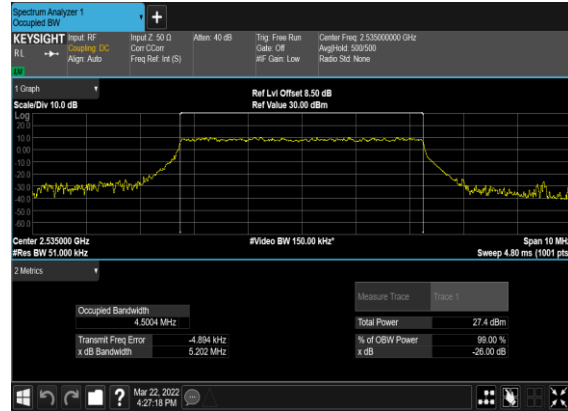 Spectrum Analyzer 1
Occupied BW
KEYSIGHT Input: RF Input Z: 50 Ω Atten: 40 dB Trig: Free Run Center Freq: 2.535000000 GHz
RL Coupling: DC Corr CCorr Gate: Off Avg|Hold: 500/500
Align: Auto Freq Ref: Int (S) #IF Gain: Low Radio Std: None
LM
1 Graph
Ref Lvl Offset 8.50 dB
Scale/Div 10.0 dB Ref Value 30.00 dBm
Log
20.0
10.0
0.00
-10.0
-20.0
-30.0
-40.0
-50.0
-60.0
Center 2.535000 GHz #Video BW 150.00 kHz* Span 10 MHz
#Res BW 51.000 kHz Sweep 4.80 ms (1001 pts)
2 Metrics
Measure Trace Trace 1
Occupied Bandwidth
4.5004 MHz Total Power 27.4 dBm
Transmit Freq Error -4.894 kHz % of OBW Power 99.00 %
x dB Bandwidth 5.202 MHz x dB -26.00 dB
? Mar 22, 2022
4:27:18 PM